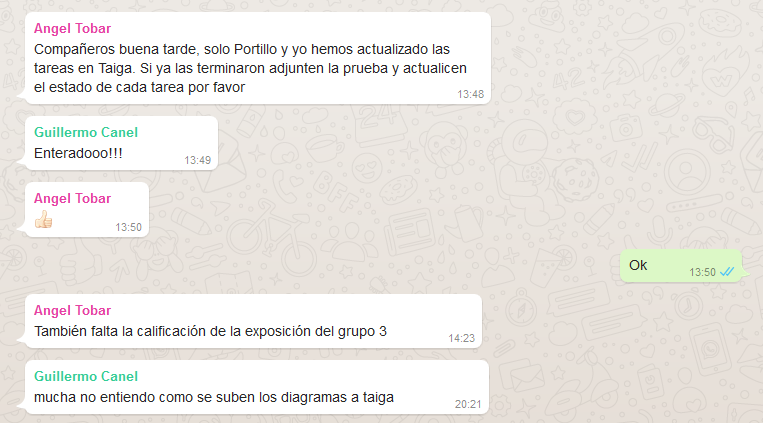 Angel Tobar
Compañeros buena tarde, solo Portillo y yo hemos actualizado las
tareas en Taiga. Si ya las terminaron adjunten la prueba y actualicen
el estado de cada tarea por favor
13:48
Guillermo Canel
Enteradooo!!!
13:49
Angel Tobar
👍🏻
13:50
Ok
13:50
Angel Tobar
También falta la calificación de la exposición del grupo 3
14:23
Guillermo Canel
mucha no entiendo como se suben los diagramas a taiga
20:21